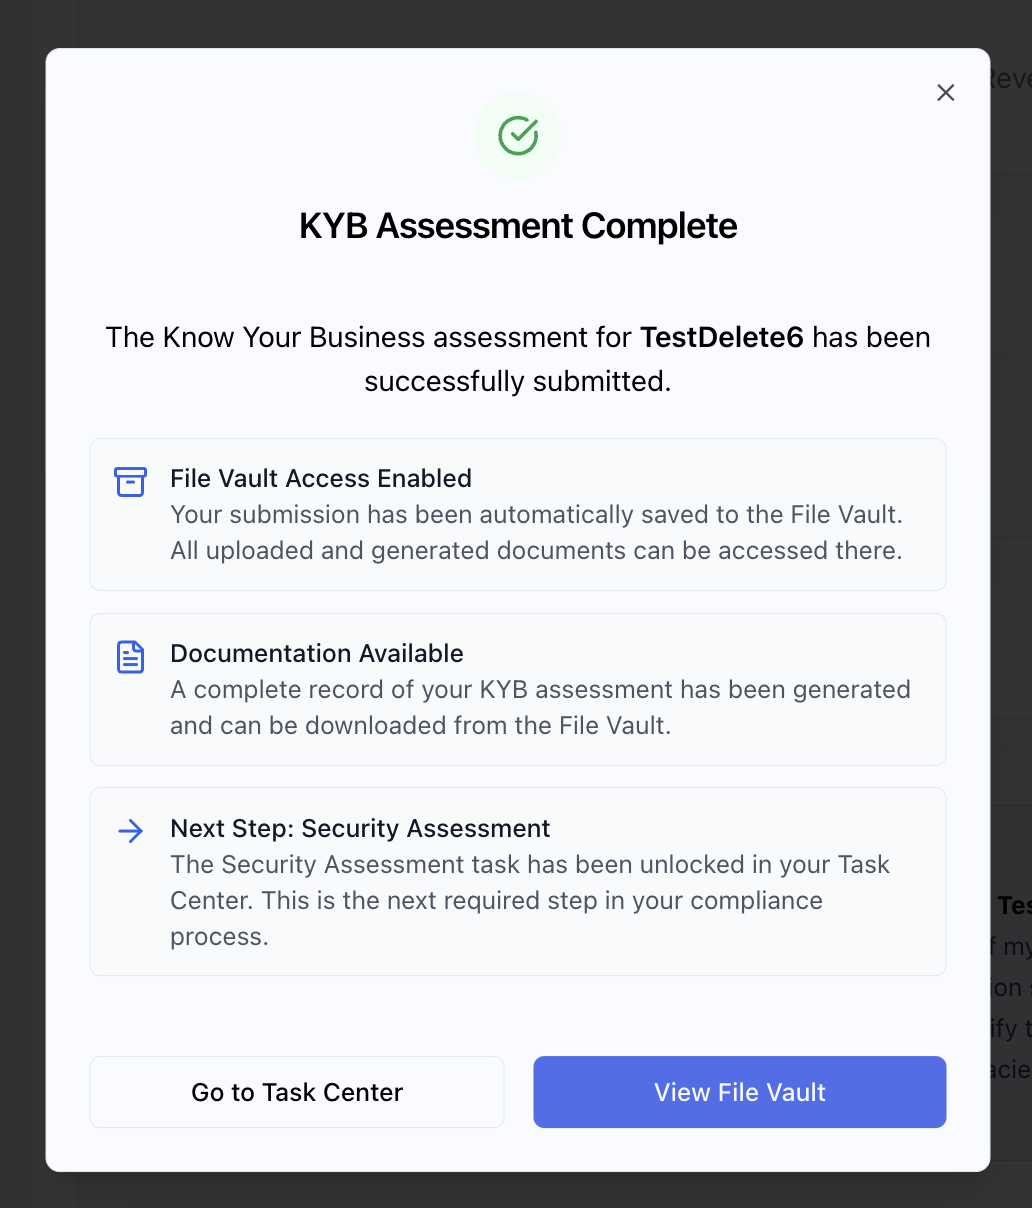 KYB Assessment Complete
The Know Your Business assessment for TestDelete6 has been
successfully submitted.
File Vault Access Enabled
Your submission has been automatically saved to the File Vault.
All uploaded and generated documents can be accessed there.
Documentation Available
A complete record of your KYB assessment has been generated
and can be downloaded from the File Vault.
Next Step: Security Assessment
The Security Assessment task has been unlocked in your Task
Center. This is the next required step in your compliance
process.
Go to Task Center
View File Vault